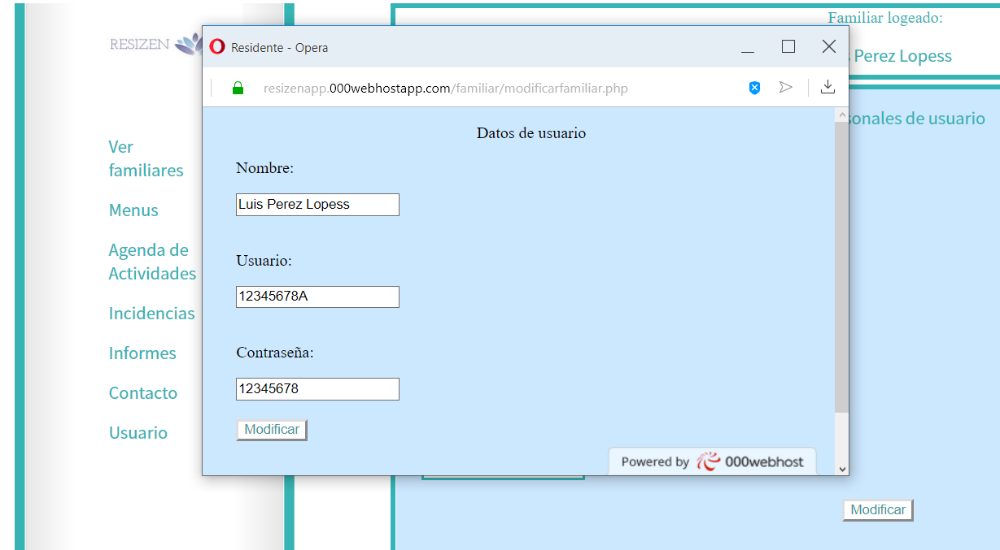 Familiar logeado:
RESIZEN
Residente - Opera
Perez Lopess
resizenapp.000webhostapp.com/familiar/modificarfamiliar.php
sonales de usuario
Datos de usuario
Ver
familiares
Nombre:
Luis Perez Lopess
Menus
Agenda de
Actividades
Usuario:
12345678A
Incidencias
Informes
Contraseña:
12345678
Contacto
Usuario
Modificar
Powered by 000webhost
Modificar